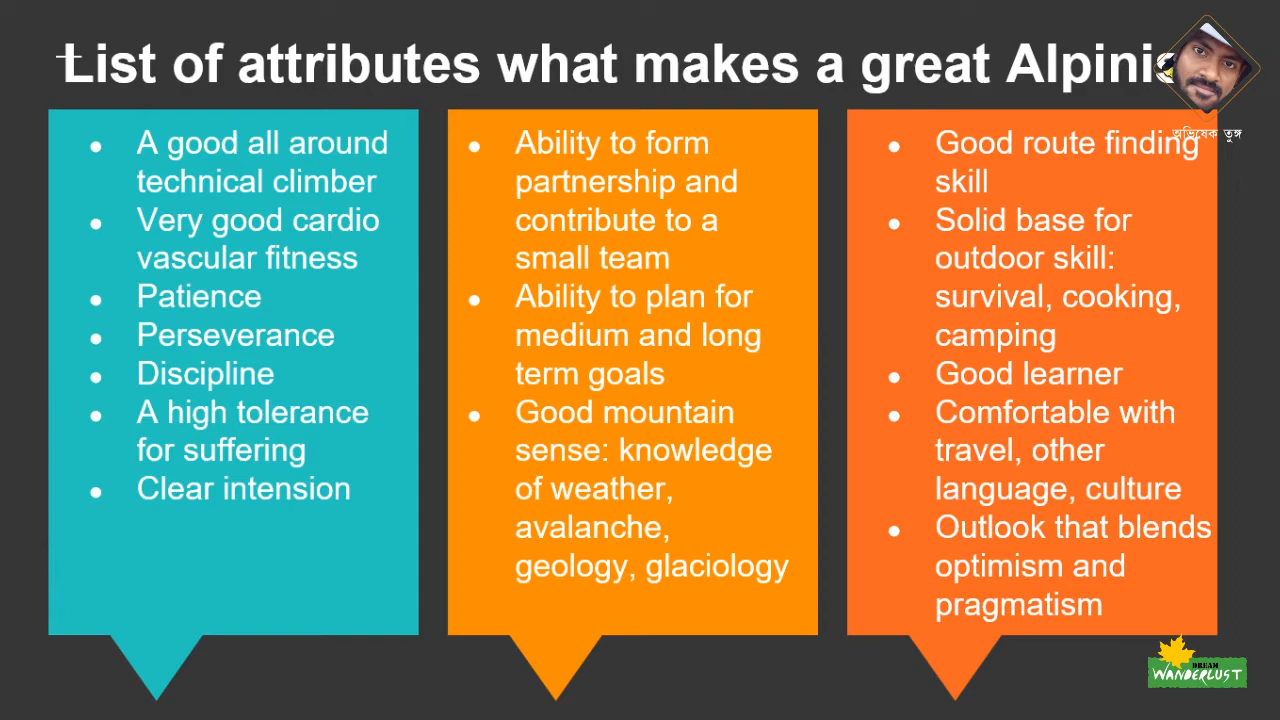 List of attributes what makes a great Alpinis
অভিষেক তুঙ্গ
A good all around
technical climber
Very good cardio
vascular fitness
Patience
Perseverance
Discipline
A high tolerance
for suffering
Clear intension
Ability to form
partnership and
contribute to a
small team
Ability to plan for
medium and long
term goals
Good mountain
sense: knowledge
of weather,
avalanche,
geology, glaciology
Good route finding
skill
Solid base for
outdoor skill:
survival, cooking,
camping
Good learner
Comfortable with
travel, other
language, culture
Outlook that blends
optimism and
pragmatism
DREAM
WANDERLUST